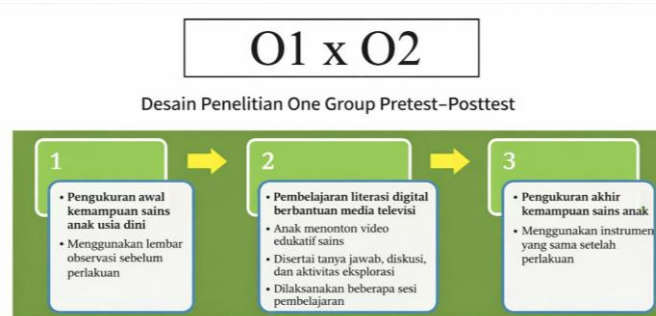 O1 x O2
Desain Penelitian One Group Pretest–Posttest
1
• Pengukuran awal
kemampuan sains
anak usia dini
• Menggunakan lembar
observasi sebelum
perlakuan
2
• Pembelajaran literasi digital
berbantuan media televisi
• Anak menonton video
edukatif sains
• Disertai tanya jawab, diskusi,
dan aktivitas eksplorasi
• Dilaksanakan beberapa sesi
pembelajaran
3
• Pengukuran akhir
kemampuan sains anak
• Menggunakan instrumen
yang sama setelah
perlakuan